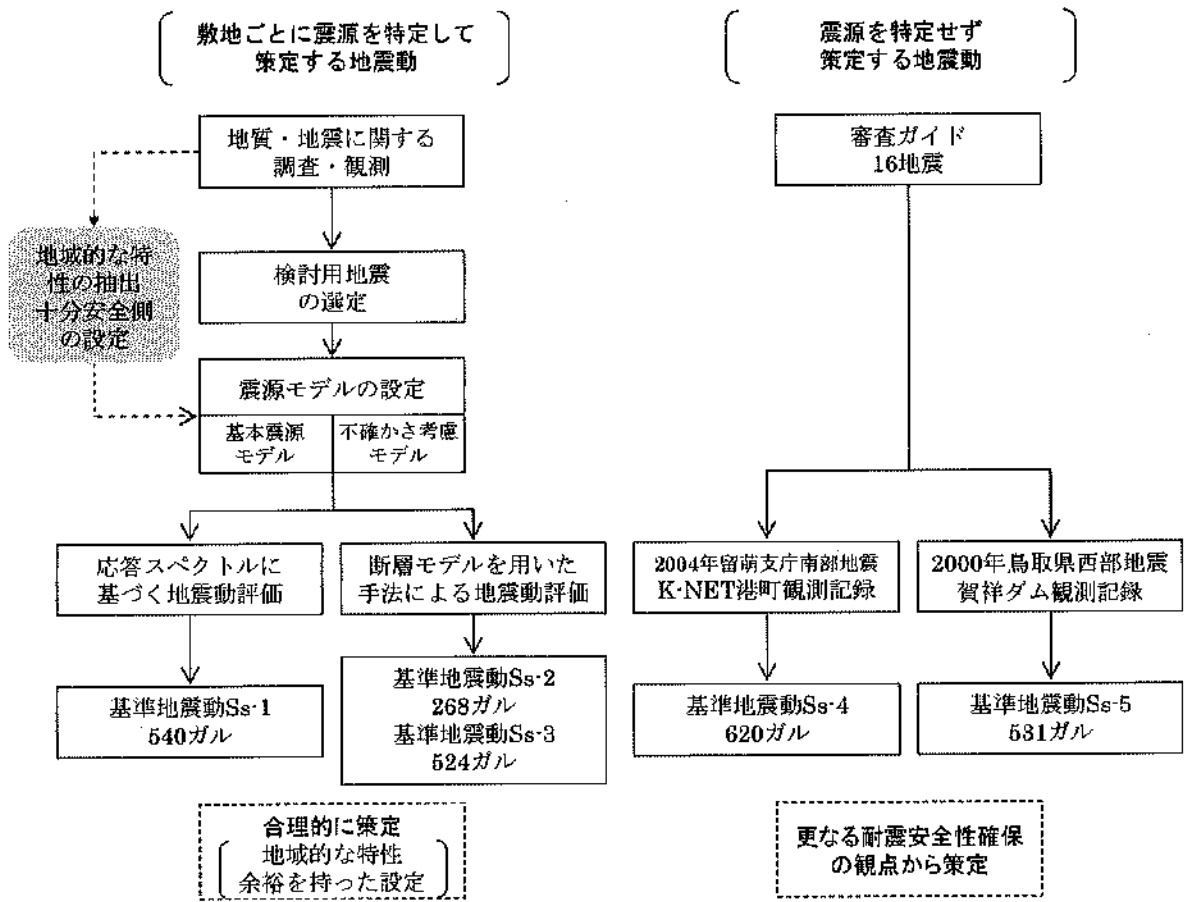 敷地ごとに震源を特定して
策定する地震動
地質・地震に関する
調査・観測
地域的な特
性の抽出
十分安全側
の設定
検討用地震
の選定
震源モデルの設定
基本震源
モデル
不確かさ考慮
モデル
応答スペクトルに
基づく地震動評価
断層モデルを用いた
手法による地震動評価
基準地震動Ss-1
540ガル
基準地震動Ss-2
268ガル
基準地震動Ss-3
524ガル
合理的に策定
地域的な特性
余裕を持った設定
震源を特定せず
策定する地震動
審査ガイド
16地震
2004年留萌支庁南部地震
K-NET港町観測記録
2000年鳥取県西部地震
賀祥ダム観測記録
基準地震動Ss-4
620ガル
基準地震動Ss-5
531ガル
更なる耐震安全性確保
の観点から策定